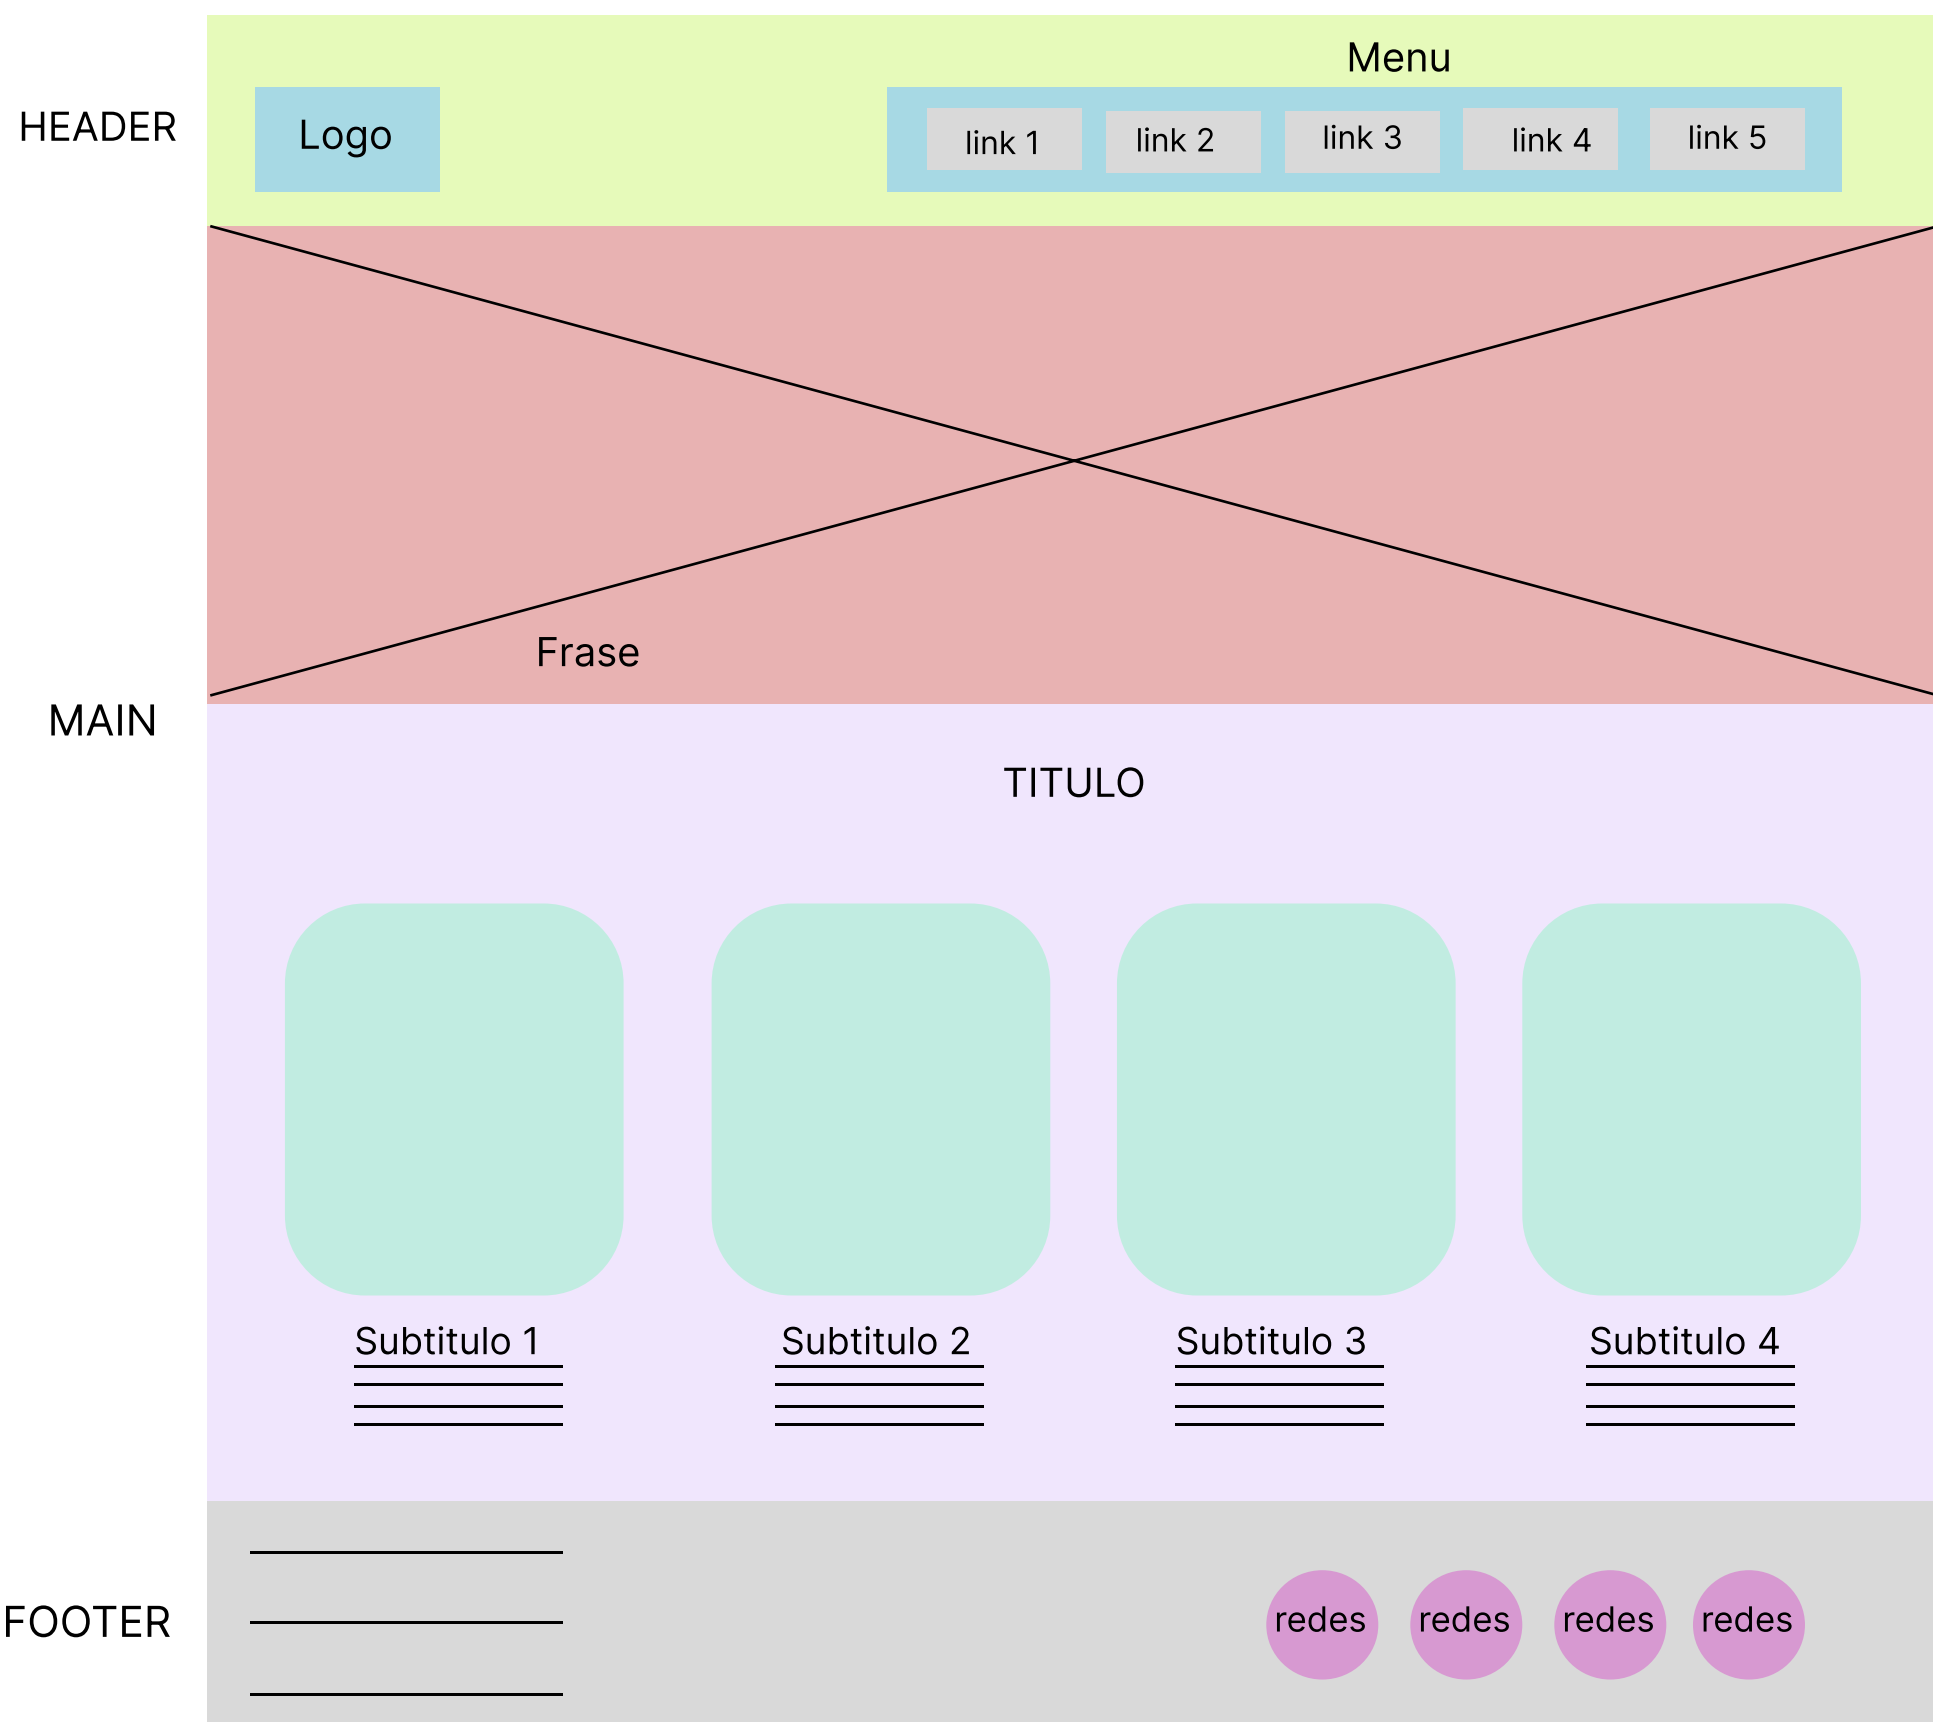 Menu
HEADER
Logo
link 1
link 2
link 3
link 4
link 5
Frase
MAIN
TITULO
Subtitulo 1
Subtitulo 2
Subtitulo 3
Subtitulo 4
FOOTER
redes
redes
redes
redes